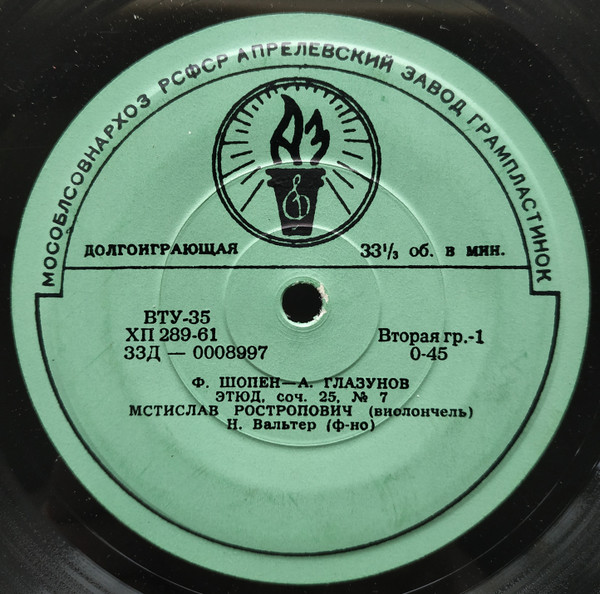 МОСОБЛСОВНАРХОЗ РСФСР АПРЕЛЕВСКИЙ ЗАВОД ГРАМПЛАСТИНОК
АЗ
ДОЛГОИГРАЮЩАЯ 33⅓ об. в мин.
ВТУ-35
ХП 289-61 Вторая гр.-1
33Д — 0008997 0-45
Ф. ШОПЕН—А. ГЛАЗУНОВ
ЭТЮД, соч. 25, № 7
МСТИСЛАВ РОСТРОПОВИЧ (виолончель)
Н. Вальтер (ф-но)